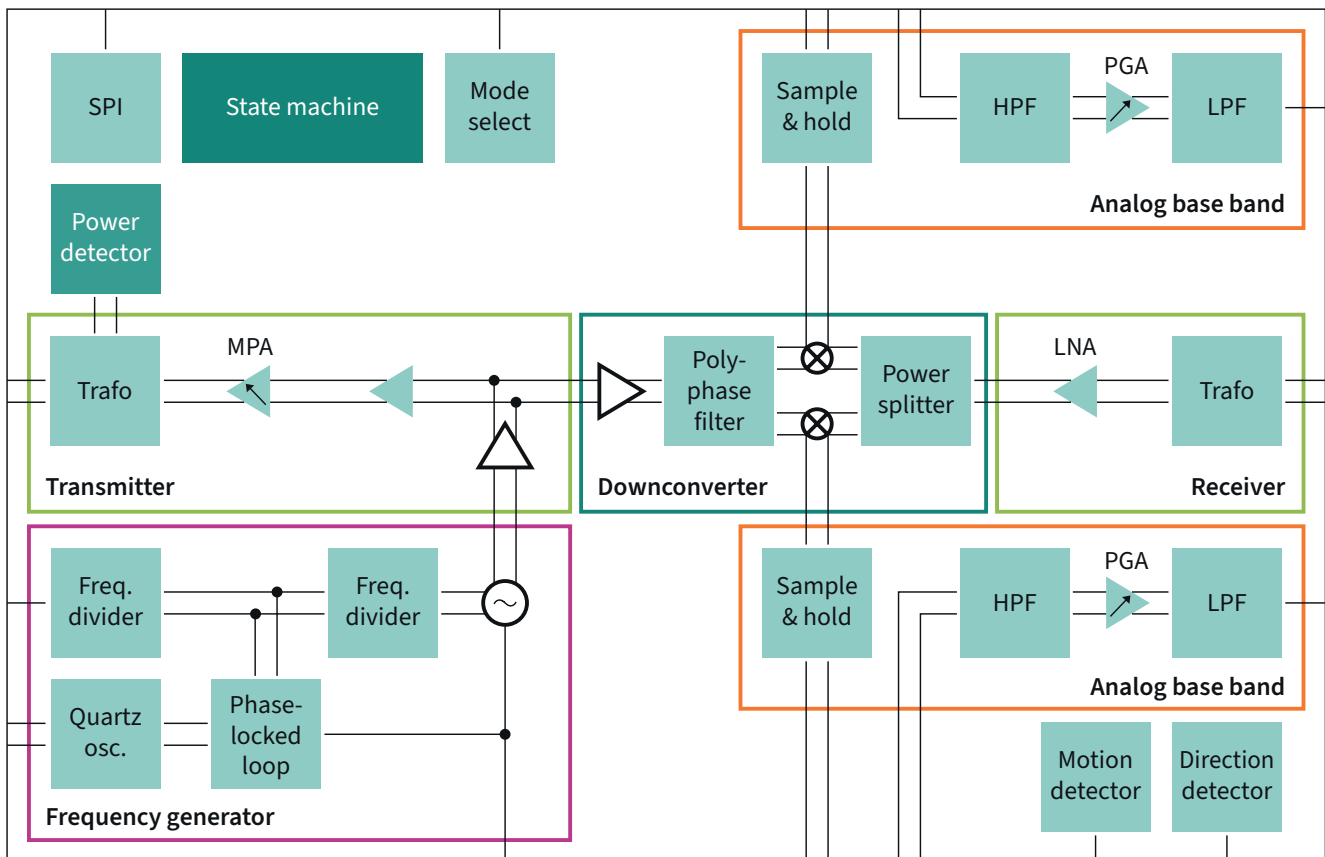 SPI
State machine
Mode
select
Sample
& hold
HPF
PGA
LPF
Analog base band
Power
detector
Trafo
MPA
Transmitter
Poly-
phase
filter
Power
splitter
Downconverter
LNA
Trafo
Receiver
Freq.
divider
Freq.
divider
Quartz
osc.
Phase-
locked
loop
Frequency generator
Sample
& hold
HPF
PGA
LPF
Analog base band
Motion
detector
Direction
detector